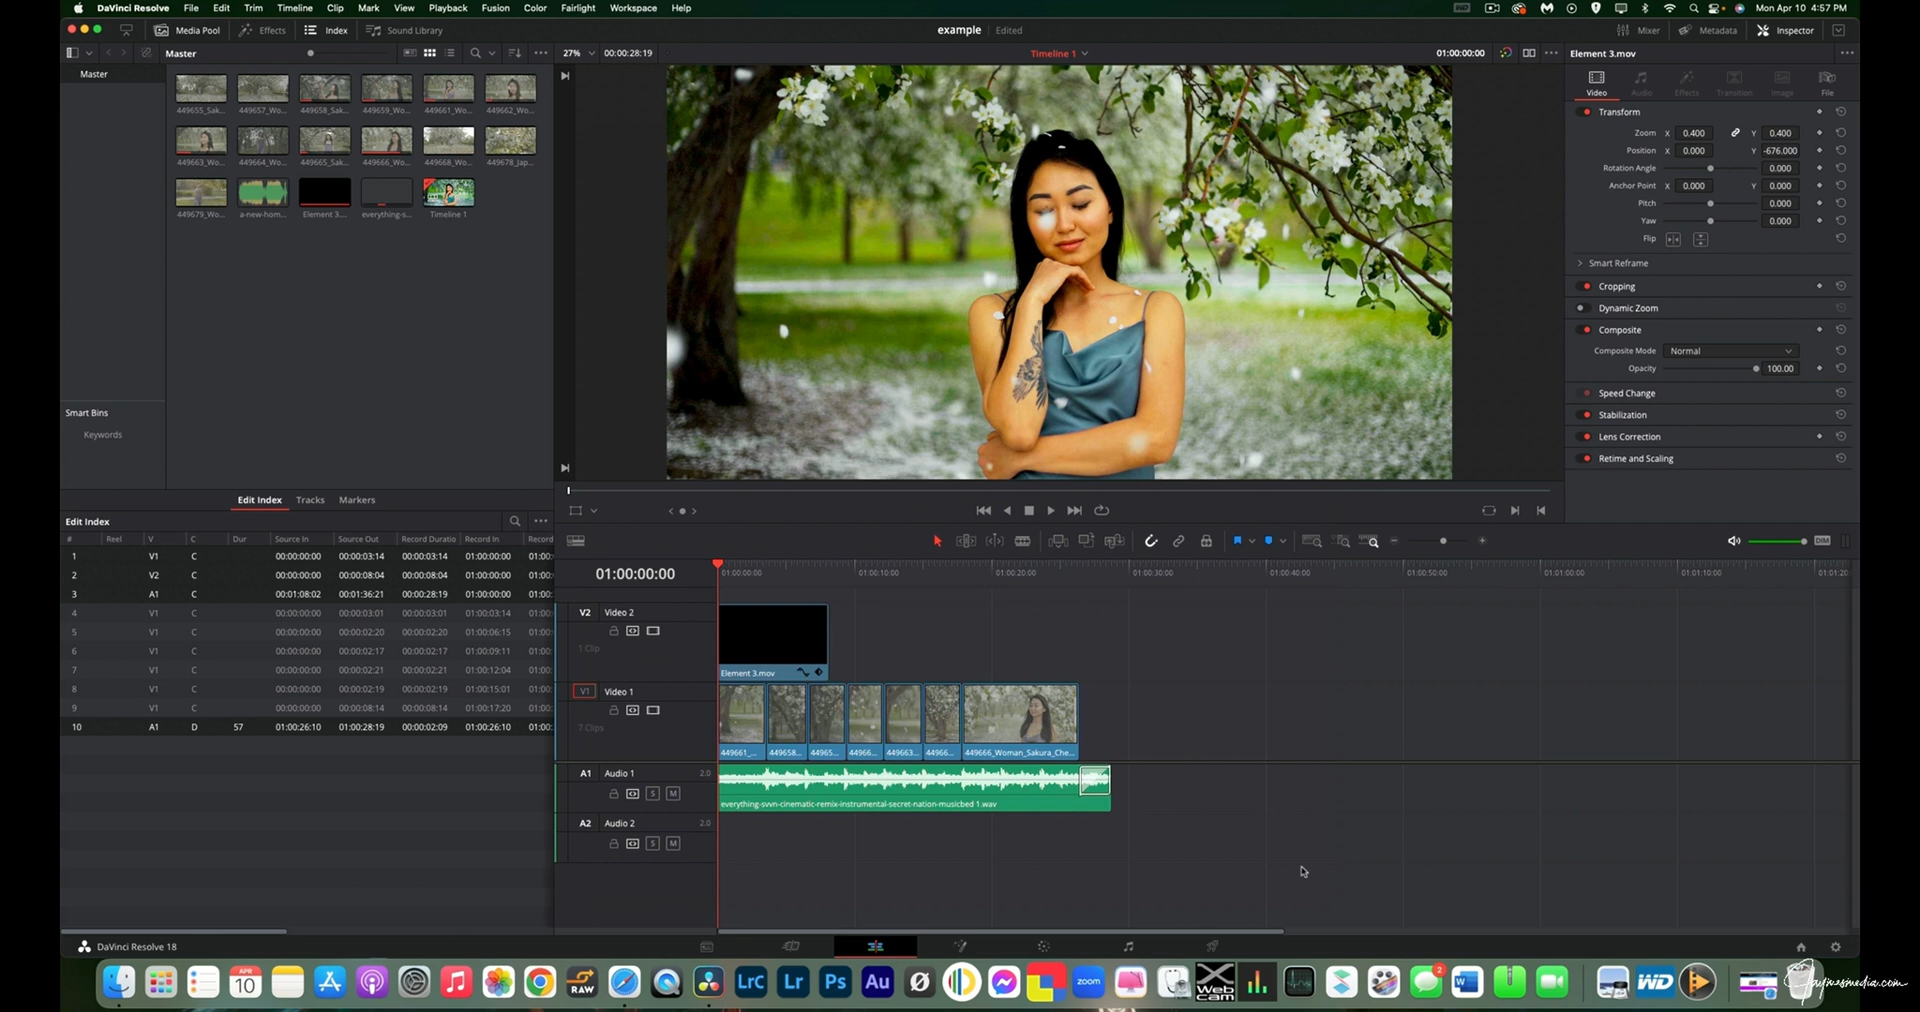 DaVinci Resolve File Edit Trim Timeline Clip Mark View Playback Fusion Color Fairlight Workspace Help Mon Apr 10 4:57 PM
Media Pool Effects Index Sound Library example Edited Mixer Metadata Inspector
Master 27% 00:00:28:19 Timeline 1 01:00:00:00 Element 3.mov
Master
449655_Sak... 449657_Wo... 449658_Sak... 449659_Wo... 449661_Wo... 449662_Wo...
449663_Wo... 449664_Wo... 449665_Sak... 449666_Wo... 449668_Wo... 449678_Jap...
449679_Wo... a-new-hom... Element 3.... everything-s... Timeline 1
Smart Bins
Keywords
Video Audio Effects Transition Image File
Transform
Zoom X 0.400 Y 0.400
Position X 0.000 Y -676.000
Rotation Angle 0.000
Anchor Point X 0.000 Y 0.000
Pitch 0.000
Yaw 0.000
Flip
Smart Reframe
Cropping
Dynamic Zoom
Composite
Composite Mode Normal
Opacity 100.00
Speed Change
Stabilization
Lens Correction
Retime and Scaling
Edit Index Tracks Markers
Edit Index
# Reel V C Dur Source In Source Out Record Duratio Record In Record
1 V1 C 00:00:00:00 00:00:03:14 00:00:03:14 01:00:00:00 01:00:
2 V2 C 00:00:00:00 00:00:08:04 00:00:08:04 01:00:00:00 01:00:
3 A1 C 00:01:08:02 00:01:36:21 00:00:28:19 01:00:00:00 01:00:
4 V1 C 00:00:00:00 00:00:03:01 00:00:03:01 01:00:03:14 01:00:
5 V1 C 00:00:00:00 00:00:02:20 00:00:02:20 01:00:06:15 01:00:
6 V1 C 00:00:00:00 00:00:02:17 00:00:02:17 01:00:09:11 01:00:
7 V1 C 00:00:00:00 00:00:02:21 00:00:02:21 01:00:12:04 01:00:
8 V1 C 00:00:00:00 00:00:02:19 00:00:02:19 01:00:15:01 01:00:
9 V1 C 00:00:00:00 00:00:08:14 00:00:08:14 01:00:17:20 01:00:
10 A1 D 57 01:00:26:10 01:00:28:19 00:00:02:09 01:00:26:10 01:00:
DIM
01:00:00:00 01:00:00:00 01:00:10:00 01:00:20:00 01:00:30:00 01:00:40:00 01:00:50:00 01:01:00:00 01:01:10:00 01:01:20
V2 Video 2
1 Clip
Element 3.mov
V1 Video 1
7 Clips
449661_... 449658... 44965... 44966... 449663... 44966... 449666_Woman_Sakura_Che...
A1 Audio 1 2.0
S M
everything-svvn-cinematic-remix-instrumental-secret-nation-musicbed 1.wav
A2 Audio 2 2.0
S M
DaVinci Resolve 18
APR 10 RAW LrC Lr Ps Au zoom X Web Cam 2 W WD
Jaymesmedia.com